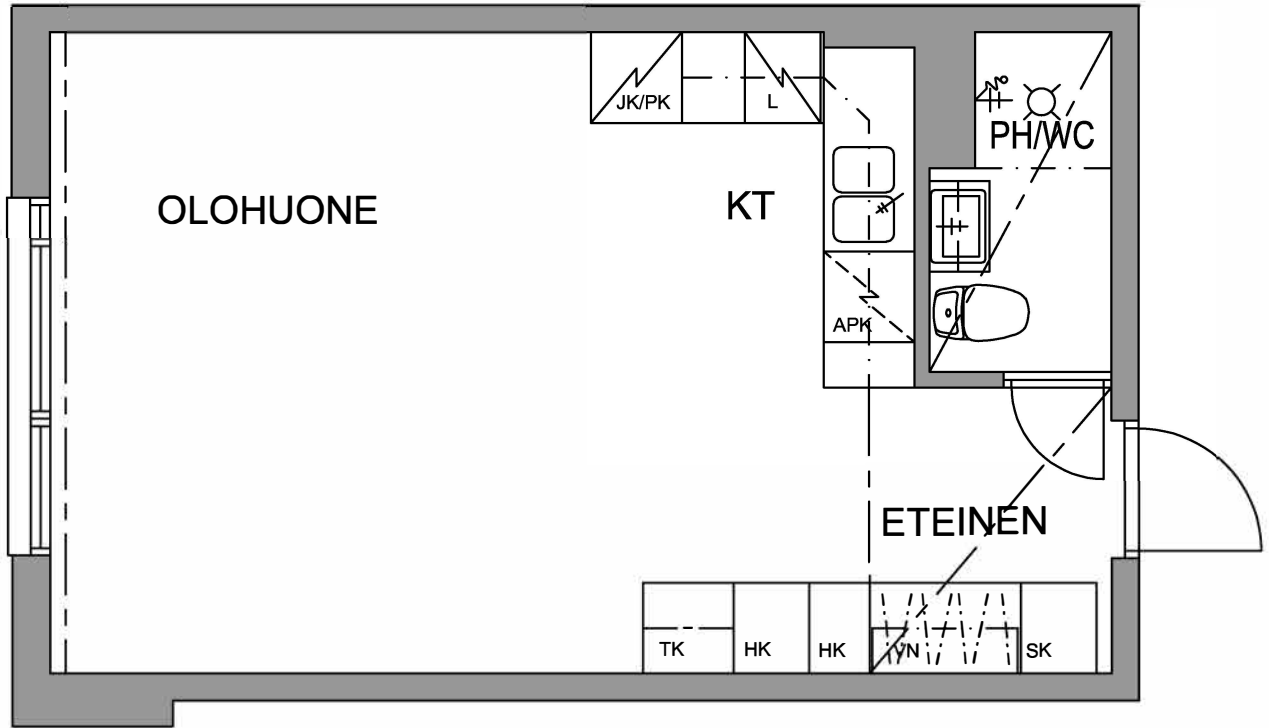 JK/PK
L
PH/WC
OLOHUONE
KT
APK
ETEINEN
TK
HK
HK
VN
SK